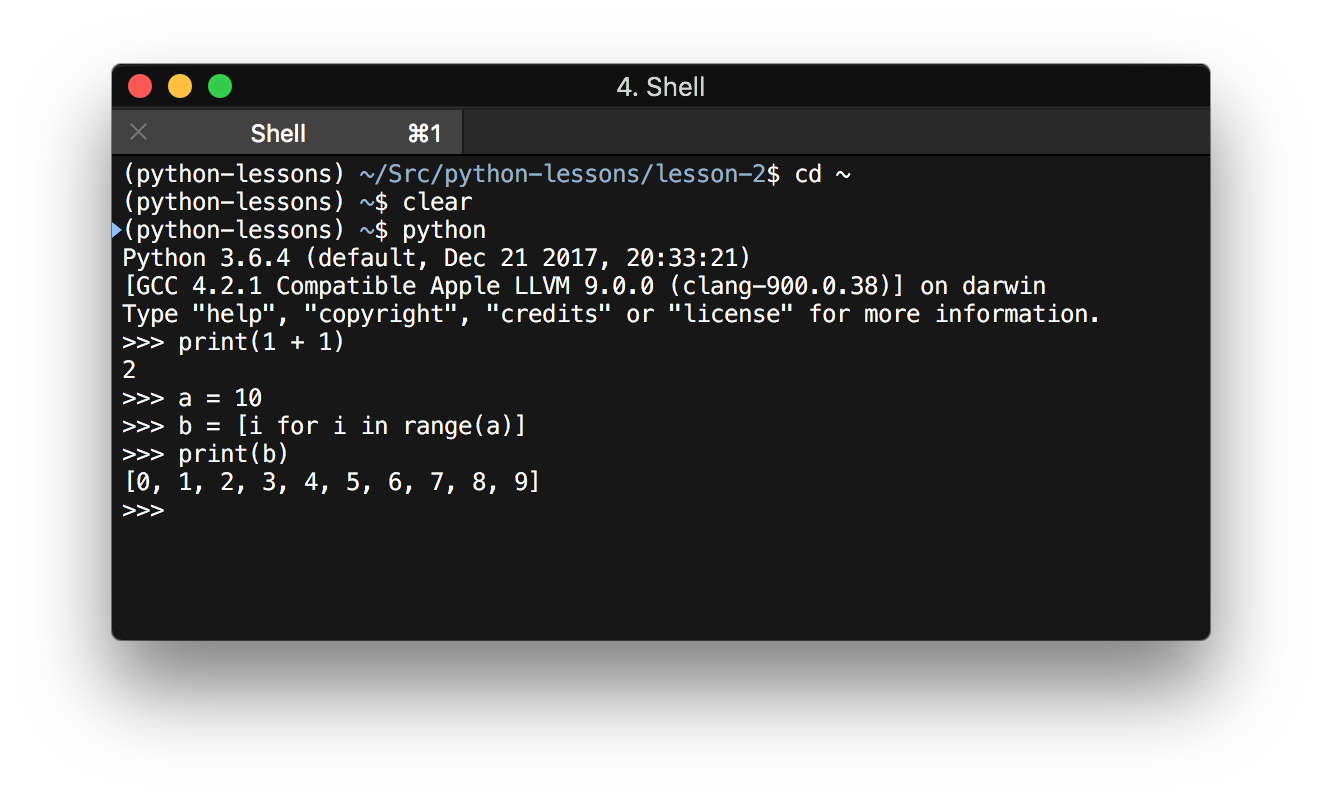 4. Shell
Shell ⌘1
(python-lessons) ~/Src/python-lessons/lesson-2$ cd ~
(python-lessons) ~$ clear
(python-lessons) ~$ python
Python 3.6.4 (default, Dec 21 2017, 20:33:21)
[GCC 4.2.1 Compatible Apple LLVM 9.0.0 (clang-900.0.38)] on darwin
Type "help", "copyright", "credits" or "license" for more information.
>>> print(1 + 1)
2
>>> a = 10
>>> b = [i for i in range(a)]
>>> print(b)
[0, 1, 2, 3, 4, 5, 6, 7, 8, 9]
>>>